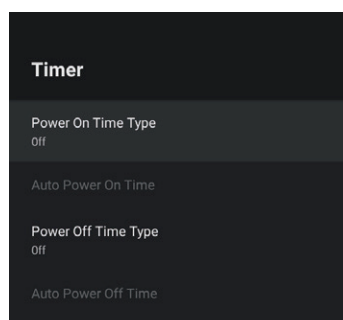 Timer
Power On Time Type
Off
Auto Power On Time
Power Off Time Type
Off
Auto Power Off Time